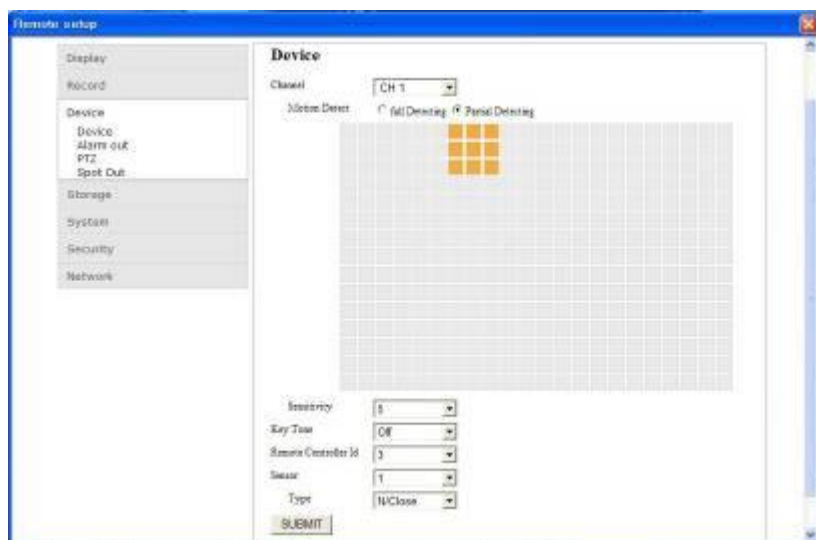 Remote setup
Display
Record
Device
Device
Alarm out
PTZ
Spot Out
Storage
System
Security
Network
Device
Channel CH 1
Motion Detect full Detecting Partial Detecting
Sensitivity 5
Key Tone Off
Remote Controller Id 3
Sensor 1
Type N/Close
SUBMIT